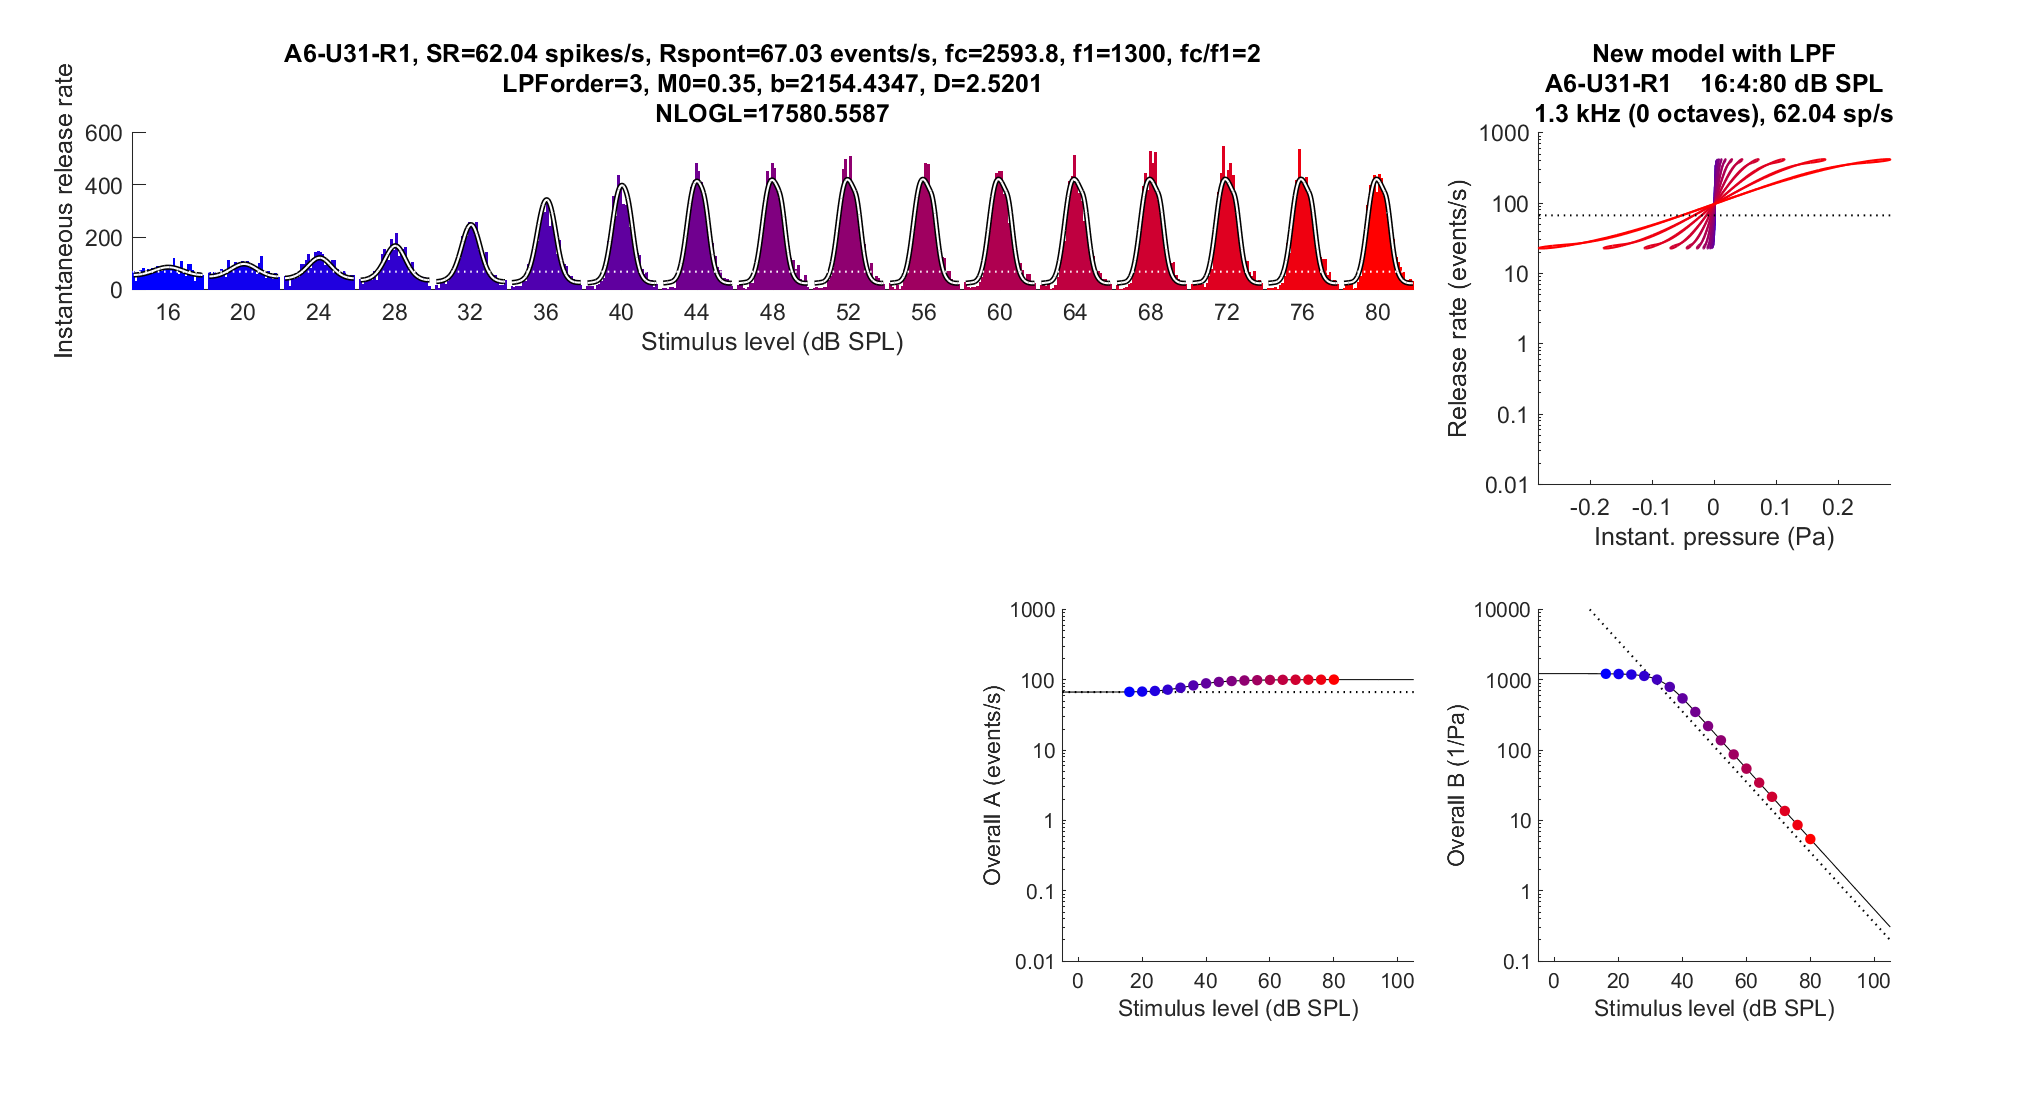 A6-U31-R1, SR=62.04 spikes/s, Rspont=67.03 events/s, fc=2593.8, f1=1300, fc/f1=2
LPForder=3, M0=0.35, b=2154.4347, D=2.5201
NLOGL=17580.5587
Instantaneous release rate
600
400
200
0
16 20 24 28 32 36 40 44 48 52 56 60 64 68 72 76 80
Stimulus level (dB SPL)
New model with LPF
A6-U31-R1 16:4:80 dB SPL
1.3 kHz (0 octaves), 62.04 sp/s
Release rate (events/s)
1000
100
10
1
0.1
0.01
-0.2 -0.1 0 0.1 0.2
Instant. pressure (Pa)
Overall A (events/s)
1000
100
10
1
0.1
0.01
0 20 40 60 80 100
Stimulus level (dB SPL)
Overall B (1/Pa)
10000
1000
100
10
1
0.1
0 20 40 60 80 100
Stimulus level (dB SPL)